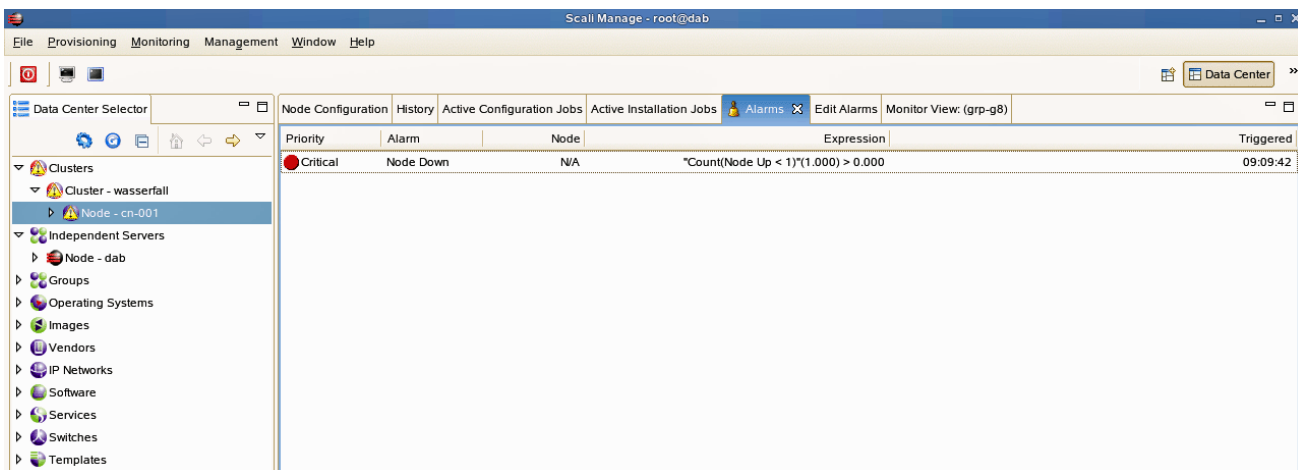 Scali Manage - root@dab
File Provisioning Monitoring Management Window Help
Data Center »
Data Center Selector
Node Configuration History Active Configuration Jobs Active Installation Jobs Alarms Edit Alarms Monitor View: (grp-g8)
Priority Alarm Node Expression Triggered
Critical Node Down N/A "Count(Node Up < 1)"(1.000) > 0.000 09:09:42
Clusters
Cluster - wasserfall
Node - cn-001
Independent Servers
Node - dab
Groups
Operating Systems
Images
Vendors
IP Networks
Software
Services
Switches
Templates